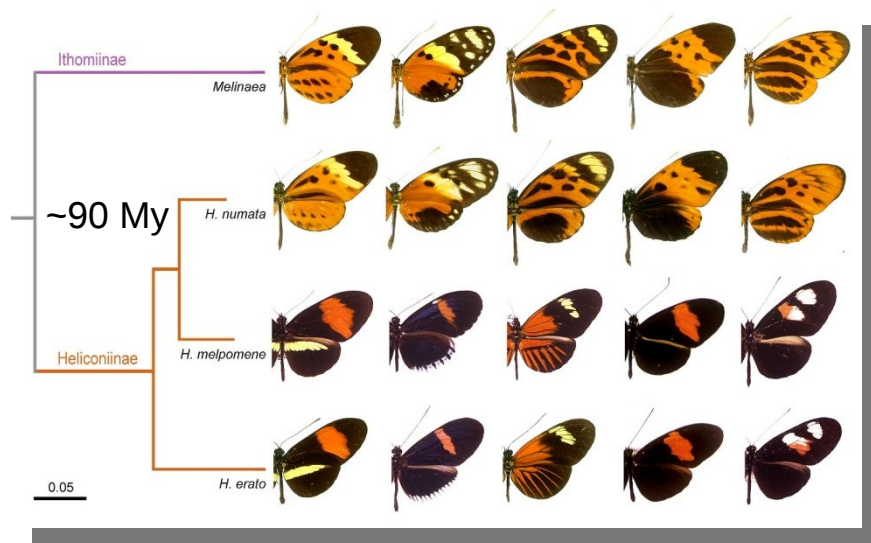 Ithomiinae
Melinaea
~90 My
H. numata
Heliconiinae
H. melpomene
H. erato
0.05